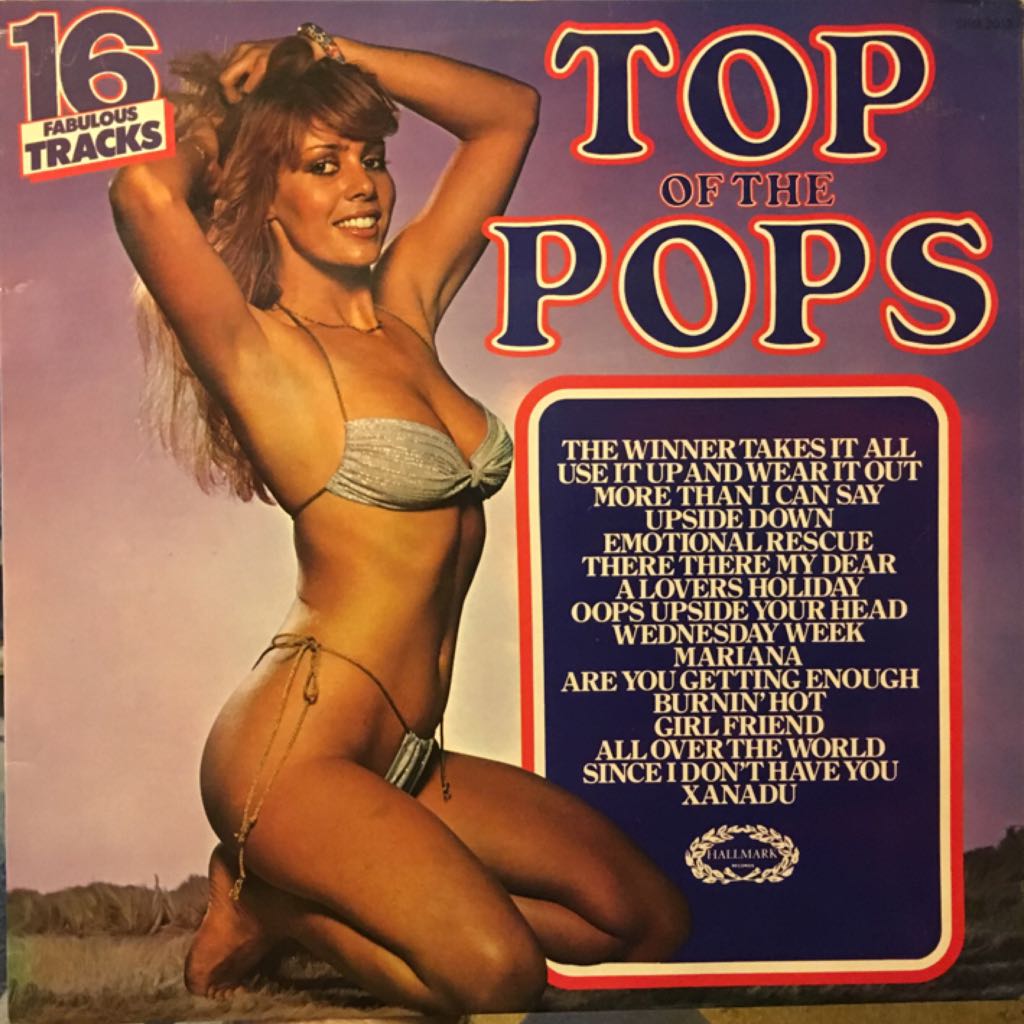 16
FABULOUS
TRACKS
TOP
OF THE
POPS
THE WINNER TAKES IT ALL
USE IT UP AND WEAR IT OUT
MORE THAN I CAN SAY
UPSIDE DOWN
EMOTIONAL RESCUE
THERE THERE MY DEAR
A LOVERS HOLIDAY
OOPS UPSIDE YOUR HEAD
WEDNESDAY WEEK
MARIANA
ARE YOU GETTING ENOUGH
BURNIN' HOT
GIRL FRIEND
ALL OVER THE WORLD
SINCE I DON'T HAVE YOU
XANADU
HALLMARK
RECORDS